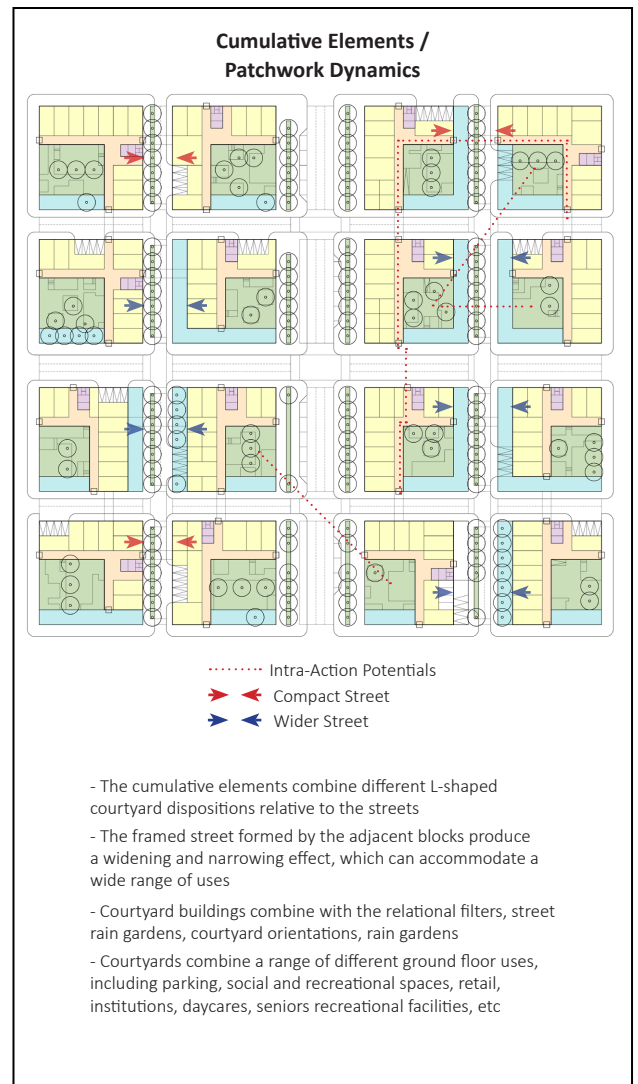 Cumulative Elements /
Patchwork Dynamics
Intra-Action Potentials
Compact Street
Wider Street
- The cumulative elements combine different L-shaped
courtyard dispositions relative to the streets
- The framed street formed by the adjacent blocks produce
a widening and narrowing effect, which can accommodate a
wide range of uses
- Courtyard buildings combine with the relational filters, street
rain gardens, courtyard orientations, rain gardens
- Courtyards combine a range of different ground floor uses,
including parking, social and recreational spaces, retail,
institutions, daycares, seniors recreational facilities, etc